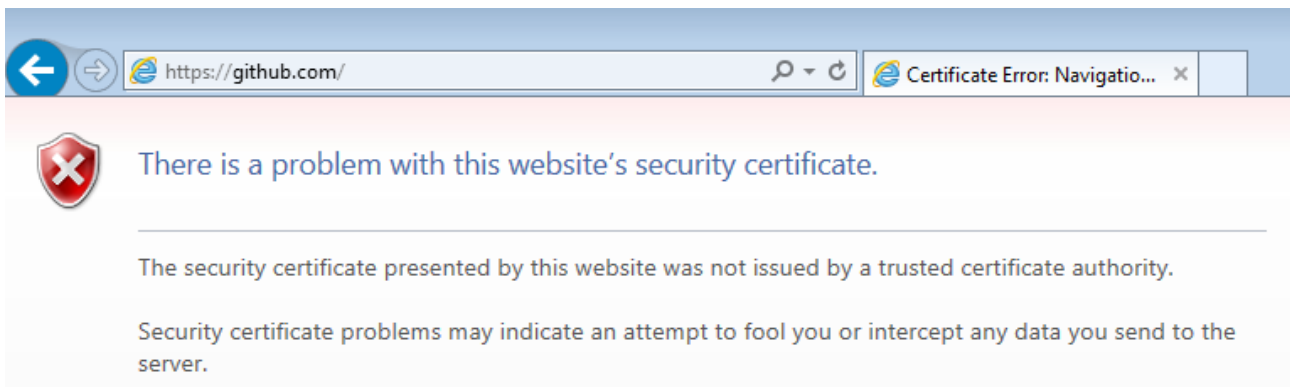 https://github.com/
Certificate Error: Navigatio...
There is a problem with this website's security certificate.
The security certificate presented by this website was not issued by a trusted certificate authority.
Security certificate problems may indicate an attempt to fool you or intercept any data you send to the
server.